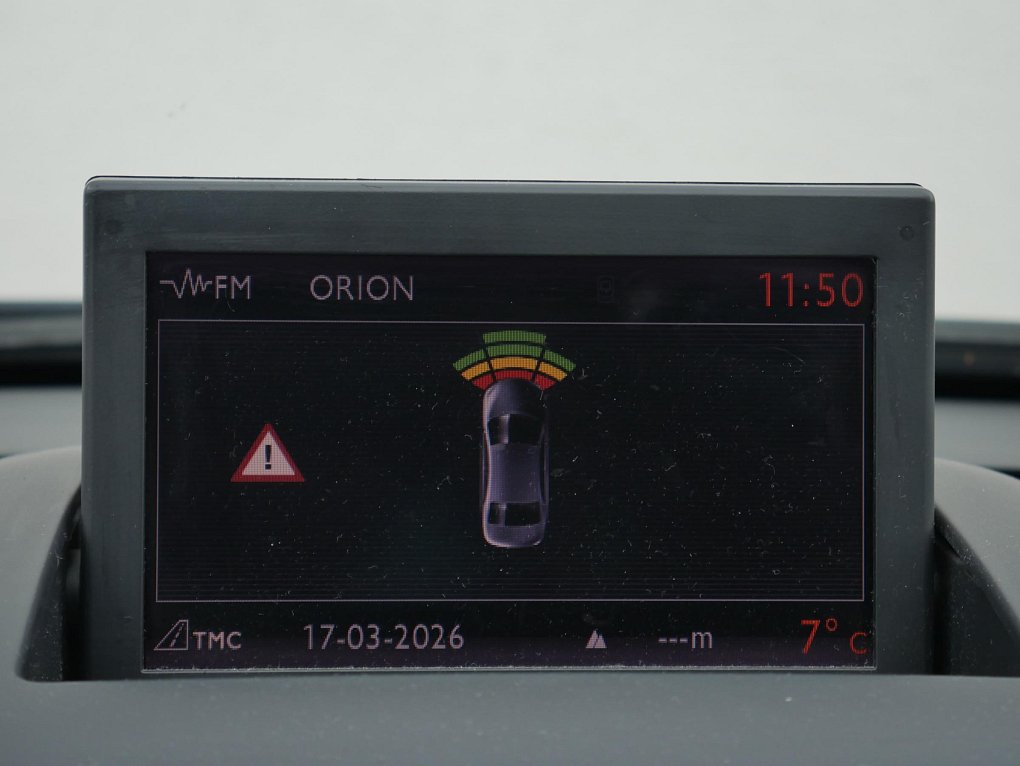 FM ORION 11:50
!
TMC 17-03-2026 ---m 7° C